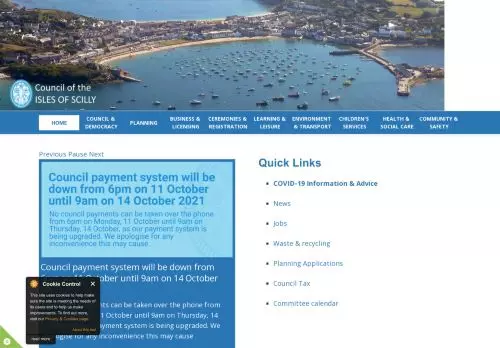 Council of the
ISLES OF SCILLY
HOME
COUNCIL &
DEMOCRACY
PLANNING
BUSINESS &
LICENSING
CEREMONIES &
REGISTRATION
LEARNING &
LEISURE
ENVIRONMENT
& TRANSPORT
CHILDREN'S
SERVICES
HEALTH &
SOCIAL CARE
COMMUNITY &
SAFETY
Previous Pause Next
Council payment system will be
down from 6pm on 11 October
until 9am on 14 October 2021
No council payments can be taken over the phone
from 6pm on Monday, 11 October until 9am on
Thursday, 14 October, as our payment system is
being upgraded. We apologise for any
inconvenience this may cause.
Council payment system will be down from
October until 9am on 14 October
ents can be taken over the phone from
11 October until 9am on Thursday, 14
payment system is being upgraded. We
logise for any inconvenience this may cause
Cookie Control
This site uses cookies to help make
sure the site is meeting the needs of
its users and to help us make
improvements. To find out more,
visit our Privacy & Cookies page.
About this tool
read more
Quick Links
COVID-19 Information & Advice
News
Jobs
Waste & recycling
Planning Applications
Council Tax
Committee calendar